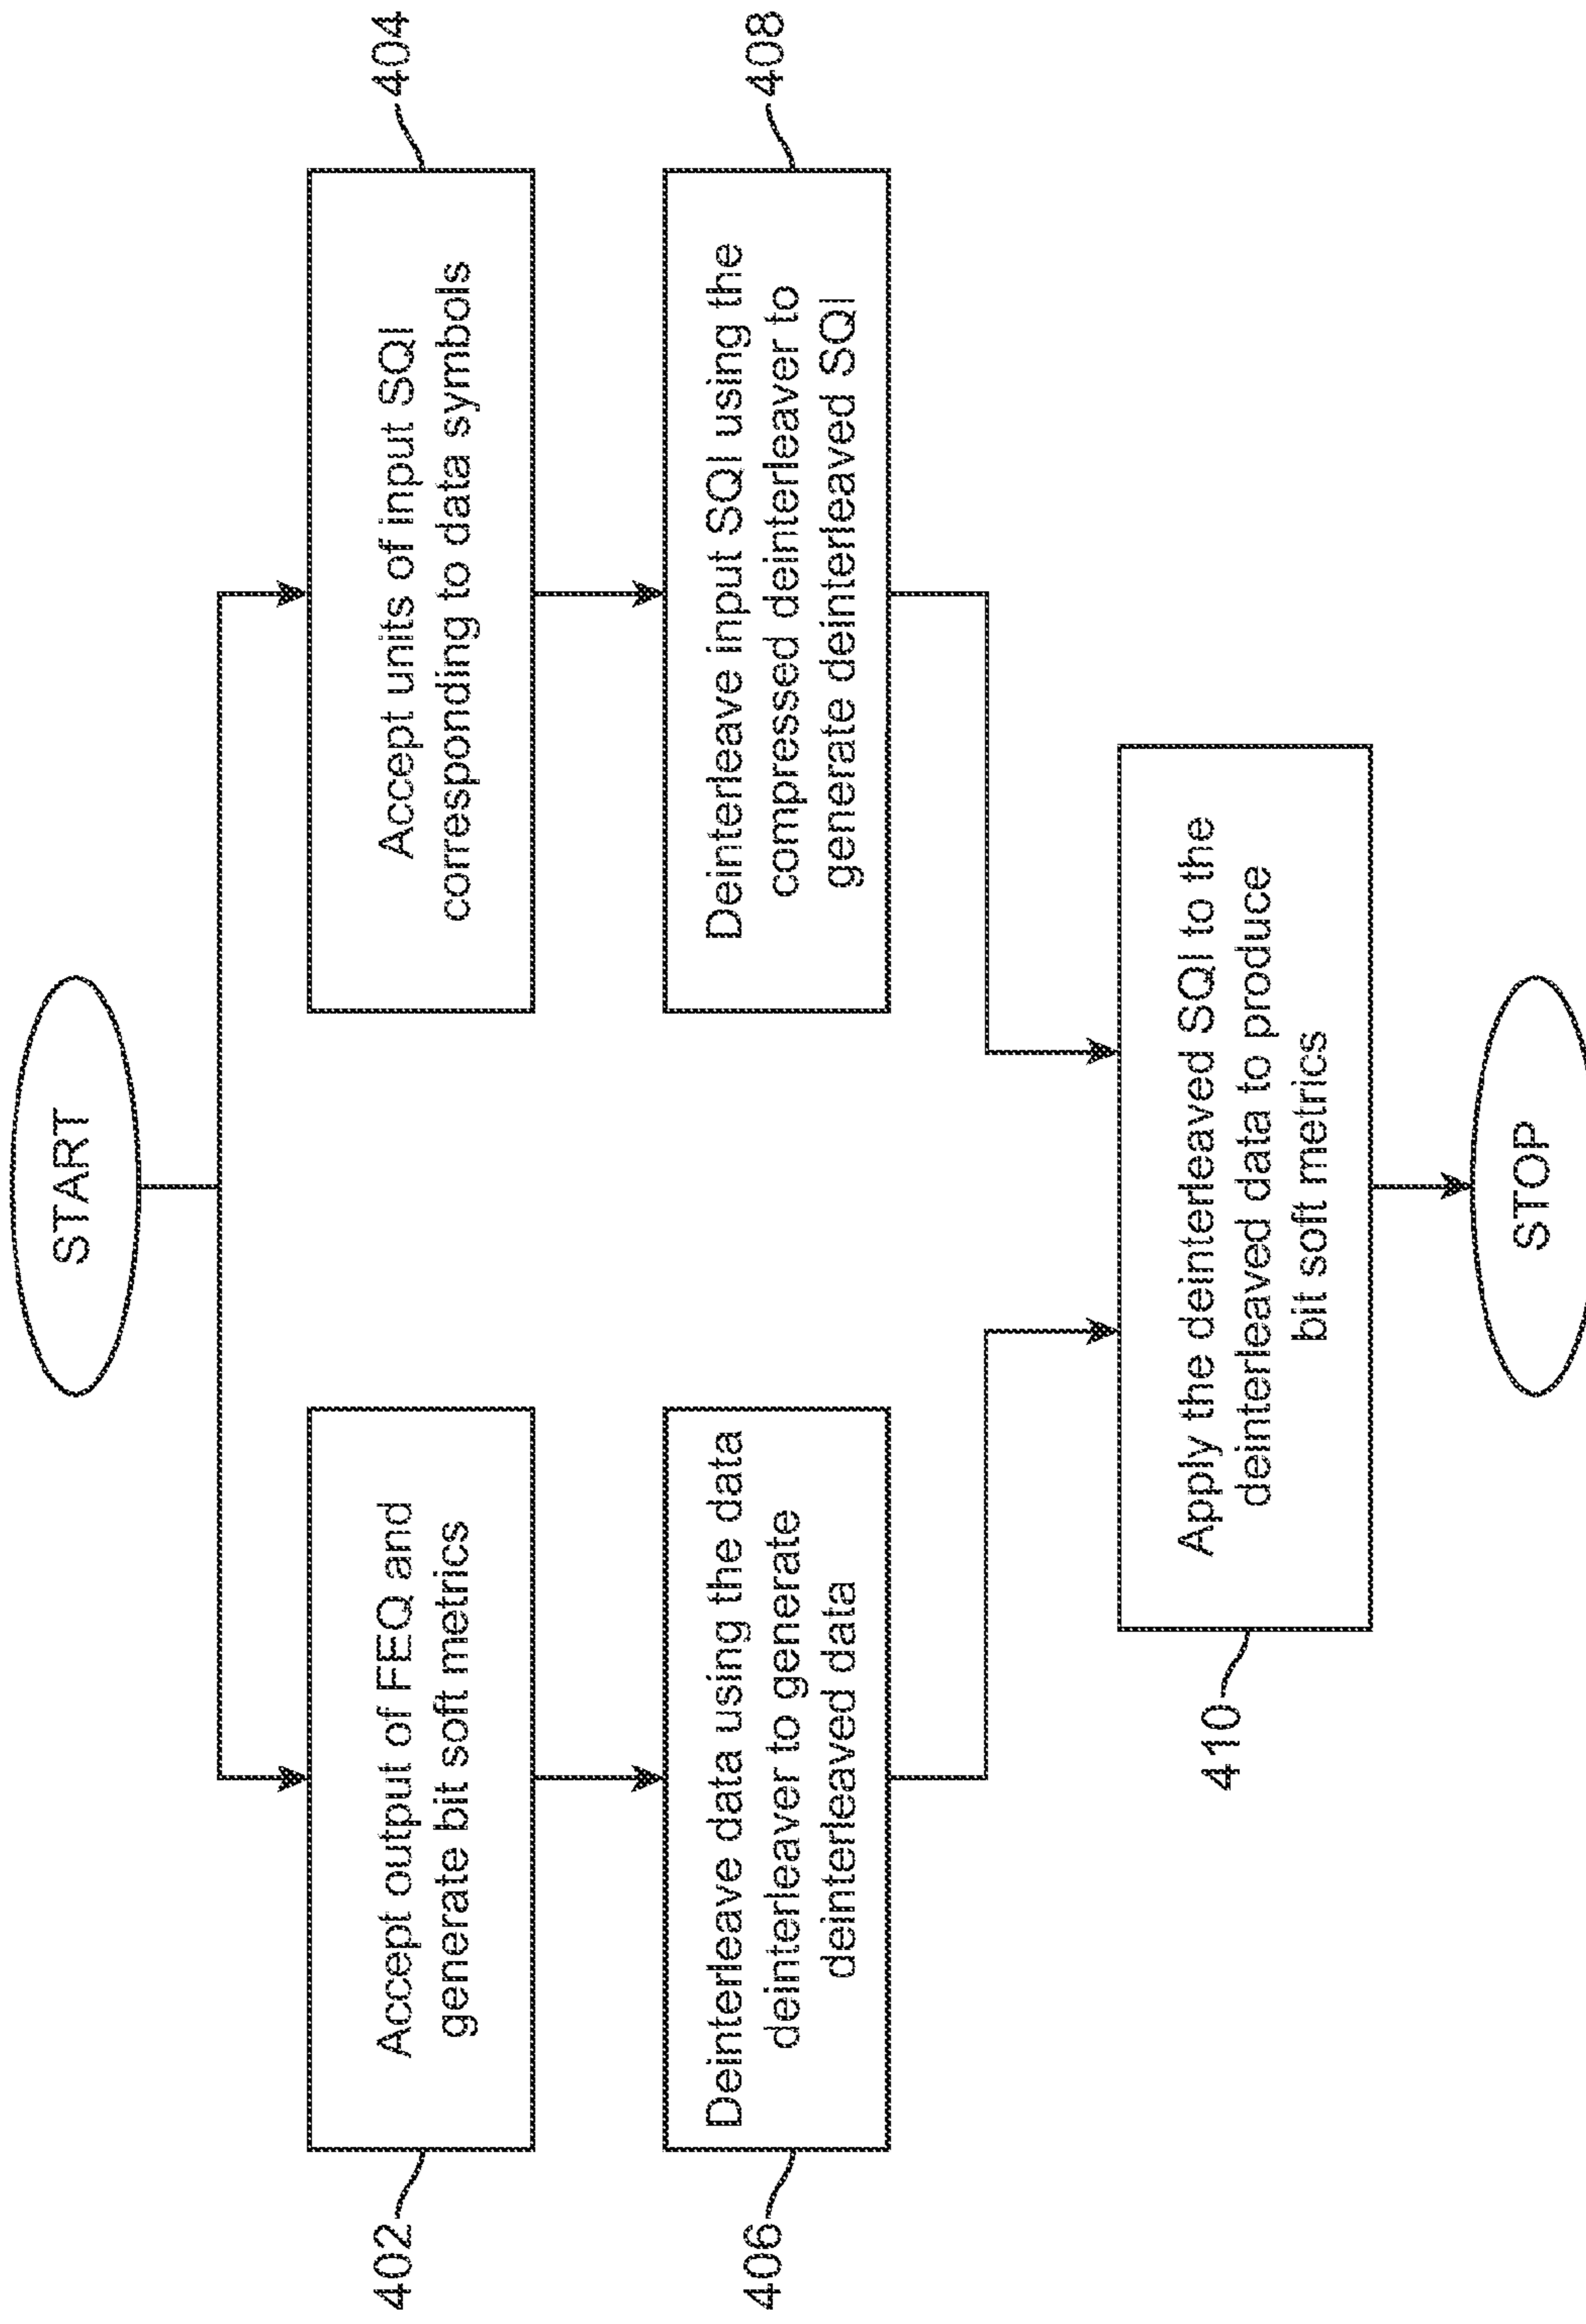 START
402
Accept output of FEQ and
generate bit soft metrics
404
Accept units of input SQI
corresponding to data symbols
406
Deinterleave data using the data
deinterleaver to generate
deinterleaved data
408
Deinterleave input SQI using the
compressed deinterleaver to
generate deinterleaved SQI
410
Apply the deinterleaved SQI to the
deinterleaved data to produce
bit soft metrics
STOP